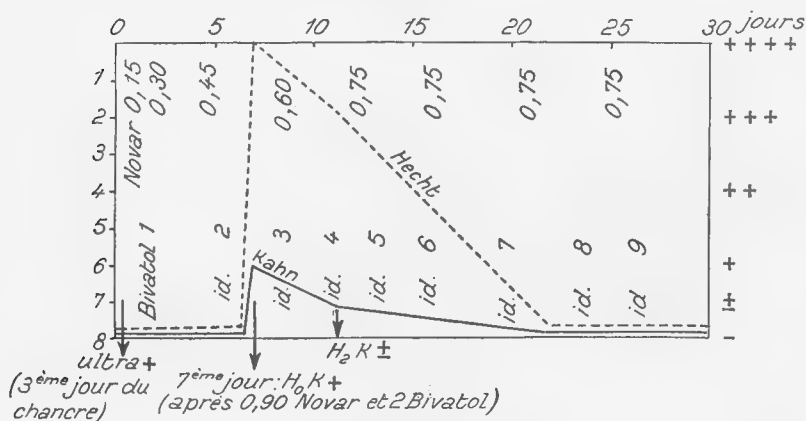 0 5 10 15 20 25 30 jours
1 2 3 4 5 6 7 8
++++
+++
++
+
±
-
Novar 0,15 0,30 0,45 0,60 0,75 0,75 0,75 0,75
Hecht
Bivatol 1 id. 2 id. 3 id. 4 id. 5 id. 6 id. 7 id. 8 id 9
Kahn
ultra +
(3ème jour du
chancre)
7ème jour: H₀ K +
(après 0,90 Novar et 2 Bivatol)
H₂ K ±